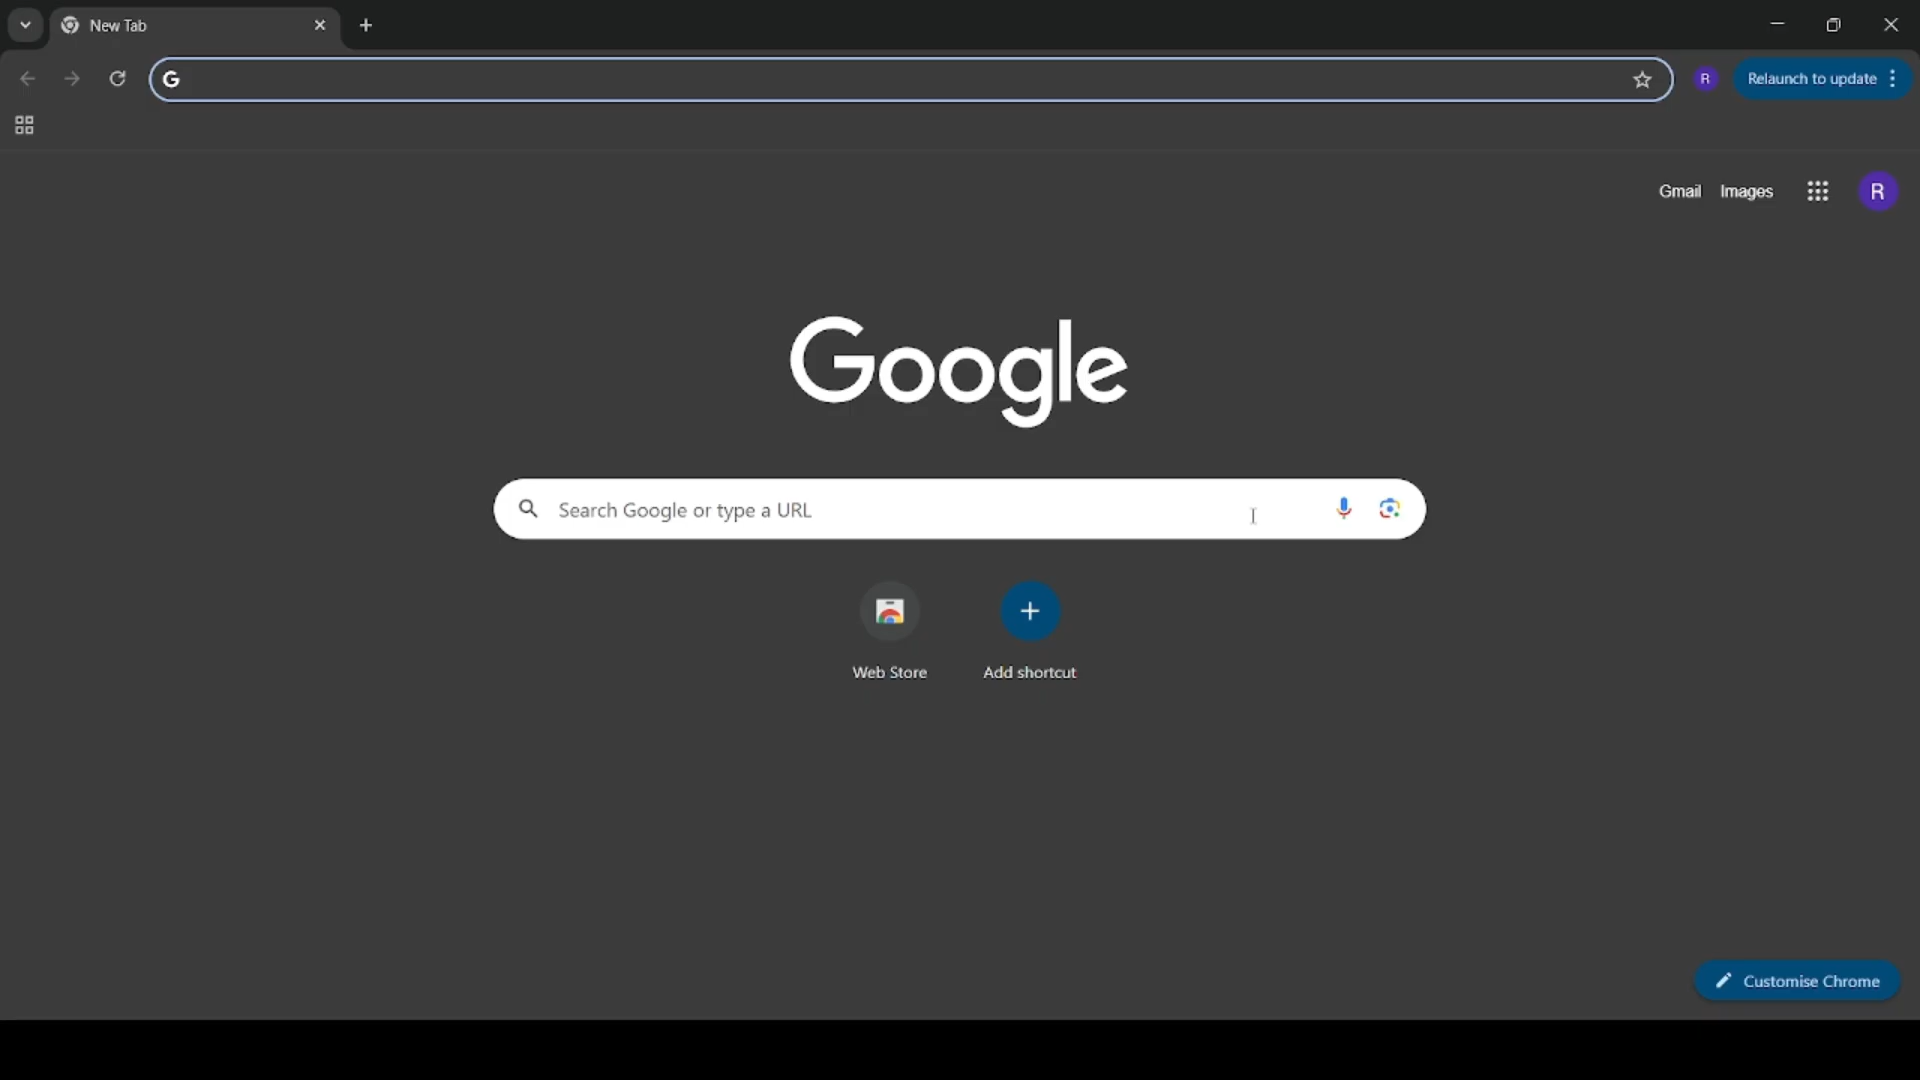 New Tab
Relaunch to update
Gmail Images
R
Google
Search Google or type a URL
Web Store
Add shortcut
Customise Chrome